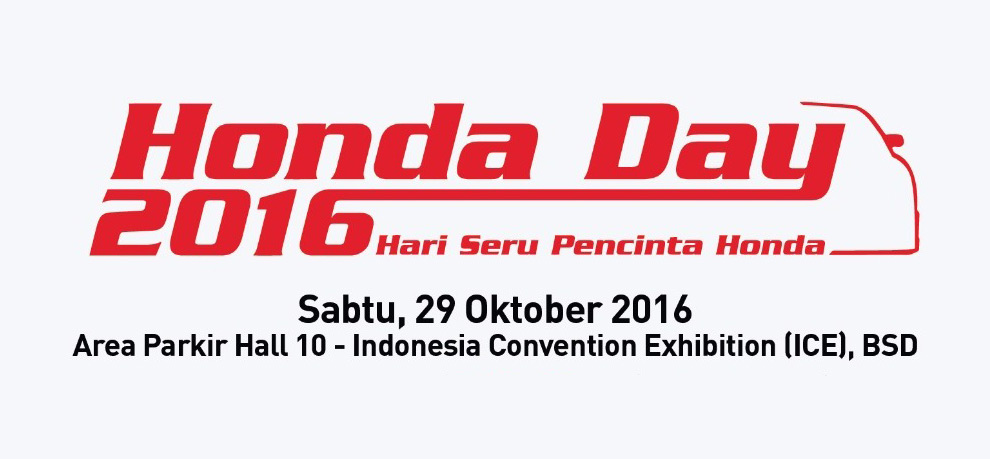 Honda Day
2016
Hari Seru Pencinta Honda
Sabtu, 29 Oktober 2016
Area Parkir Hall 10 - Indonesia Convention Exhibition (ICE), BSD